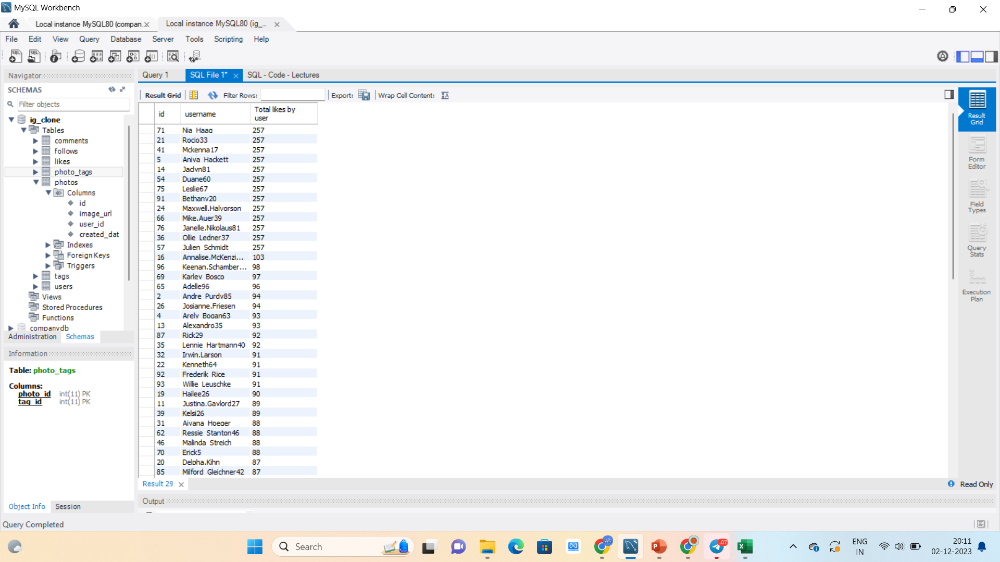 MySQL Workbench
Local instance MySQL80 (compan.
Local instance MySQL80 (ig_...
File Edit View Query Database Server Tools Scripting Help
Navigator
Query 1
SQL File 1*
SQL - Code - Lectures
SCHEMAS
Filter objects
ig_clone
Tables
comments
follows
likes
photo_tags
photos
Columns
id
image_url
user_id
created_dat
Indexes
Foreign Keys
Triggers
tags
users
Views
Stored Procedures
Functions
companydb
Administration Schemas
Information
Table: photo_tags
Columns:
photo_id int(11) PK
tag_id int(11) PK
Object Info Session
Query Completed
Result Grid Filter Rows: Export: Wrap Cell Content:
id username Total likes by user
71 Nia_Haag 257
21 Rocio33 257
41 Mckenna17 257
5 Aniya_Hackett 257
14 Jaclyn81 257
54 Duane60 257
75 Leslie67 257
91 Bethany20 257
24 Maxwell.Halvorson 257
66 Mike.Auer39 257
76 Janelle.Nikolaus81 257
36 Ollie_Ledner37 257
57 Julien_Schmidt 257
16 Annalise.McKenzi... 103
96 Keenan.Schamber... 98
69 Karley_Bosco 97
65 Adelle96 96
2 Andre_Purdy85 94
26 Josianne.Friesen 94
4 Arely_Bogan63 93
13 Alexandro35 93
87 Rick29 92
35 Lennie_Hartmann40 92
32 Irwin.Larson 91
22 Kenneth64 91
92 Frederik_Rice 91
93 Willie_Leuschke 91
19 Hailee26 90
11 Justina.Gaylord27 89
39 Kelsi26 89
31 Aiyana_Hoeger 88
62 Ressie_Stanton46 88
46 Malinda_Streich 88
70 Erick5 88
20 Delpha.Kihn 87
85 Milford_Gleichner42 87
Result 29
Read Only
Output
Result
Grid
Form
Editor
Field
Types
Query
Stats
Execution
Plan
Search
.07
ENG
IN
20:11
02-12-2023